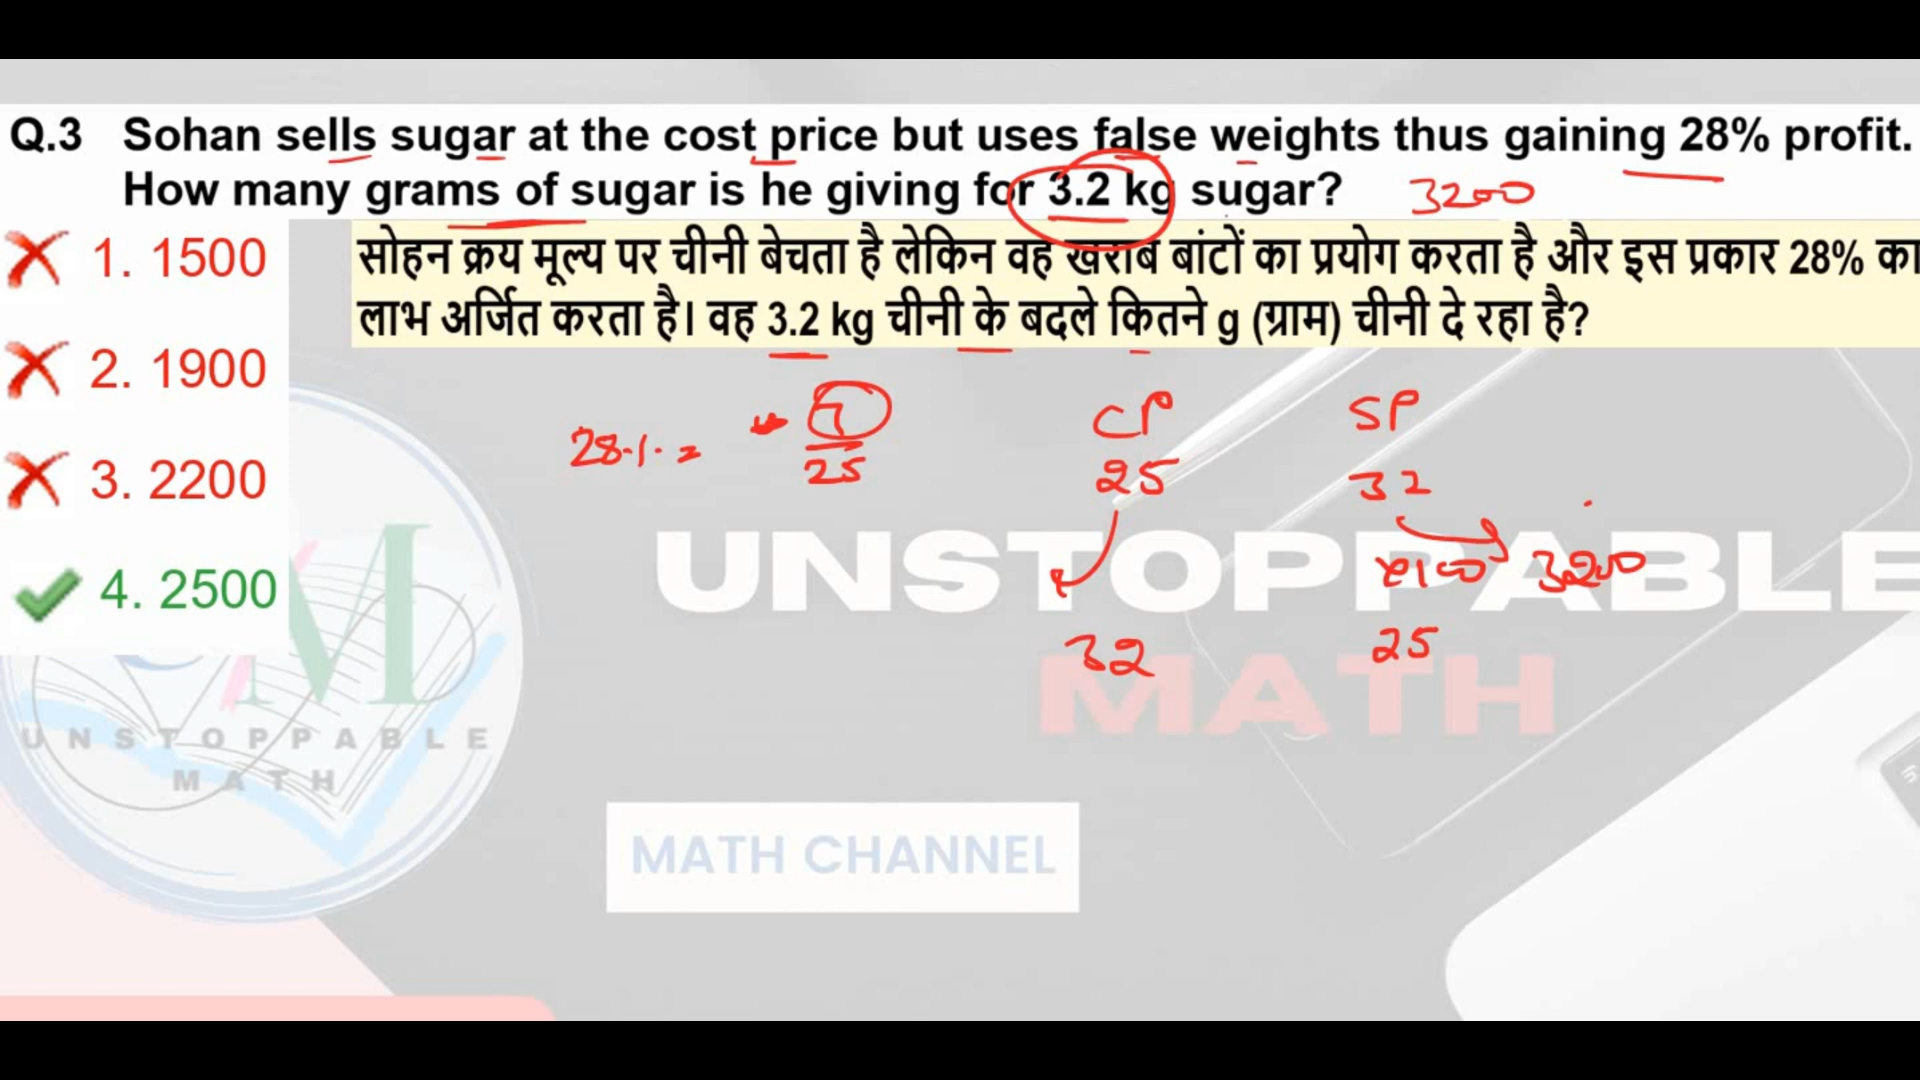 Q.3 Sohan sells sugar at the cost price but uses false weights thus gaining 28% profit.
How many grams of sugar is he giving for 3.2 kg sugar? 3200
1. 1500
2. 1900
3. 2200
4. 2500
सोहन क्रय मूल्य पर चीनी बेचता है लेकिन वह खराब बांटों का प्रयोग करता है और इस प्रकार 28% का
लाभ अर्जित करता है। वह 3.2 kg चीनी के बदले कितने g (ग्राम) चीनी दे रहा है?
28% = 7/25
CP SP
25 32
×100 3200
32 25
UNSTOPPABLE
MATH
UNSTOPPABLE
MATH
MATH CHANNEL